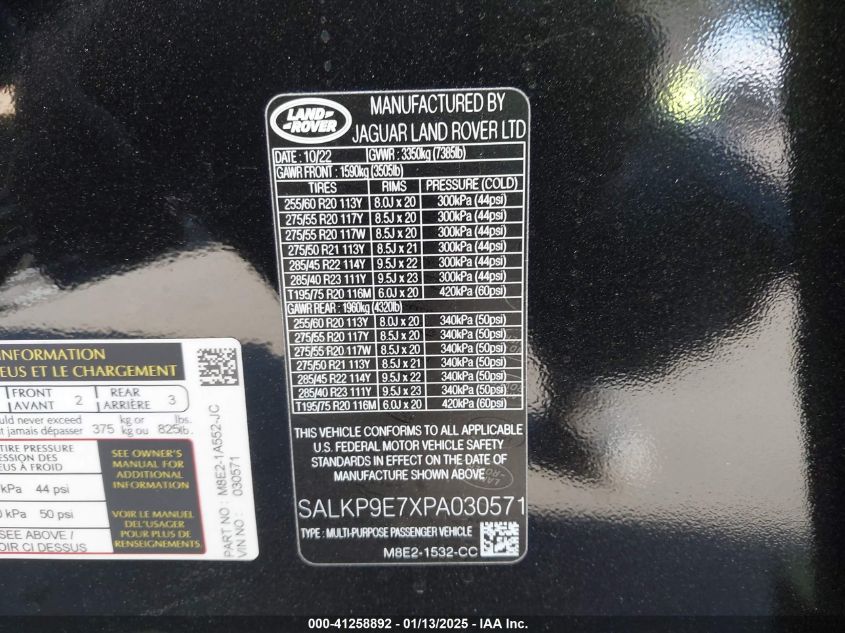 LAND ROVER
MANUFACTURED BY
JAGUAR LAND ROVER LTD
DATE : 10/22 GVWR : 3350kg (7385lb)
GAWR FRONT : 1590kg (3505lb)
TIRES RIMS PRESSURE (COLD)
255/60 R20 113Y 8.0J x 20 300kPa (44psi)
275/55 R20 117Y 8.5J x 20 300kPa (44psi)
275/55 R20 117W 8.5J x 20 300kPa (44psi)
275/50 R21 113Y 8.5J x 21 300kPa (44psi)
285/45 R22 114Y 9.5J x 22 300kPa (44psi)
285/40 R23 111Y 9.5J x 23 300kPa (44psi)
T195/75 R20 116M 6.0J x 20 420kPa (60psi)
GAWR REAR : 1960kg (4320lb)
255/60 R20 113Y 8.0J x 20 340kPa (50psi)
275/55 R20 117Y 8.5J x 20 340kPa (50psi)
275/55 R20 117W 8.5J x 20 340kPa (50psi)
275/50 R21 113Y 8.5J x 21 340kPa (50psi)
285/45 R22 114Y 9.5J x 22 340kPa (50psi)
285/40 R23 111Y 9.5J x 23 340kPa (50psi)
T195/75 R20 116M 6.0J x 20 420kPa (60psi)
THIS VEHICLE CONFORMS TO ALL APPLICABLE
U.S. FEDERAL MOTOR VEHICLE SAFETY
STANDARDS IN EFFECT ON THE DATE OF
MANUFACTURE SHOWN ABOVE
SALKP9E7XPA030571
TYPE : MULTI-PURPOSE PASSENGER VEHICLE
M8E2-1532-CC
INFORMATION
EUS ET LE CHARGEMENT
FRONT 2 REAR 3
AVANT ARRIÈRE
uld never exceed 375 kg or 825 lbs.
t jamais dépasser kg ou lb.
TIRE PRESSURE
ESSION DES
EUS À FROID
kPa 44 psi
0 kPa 50 psi
SEE ABOVE /
OIR CI DESSUS
SEE OWNER'S
MANUAL FOR
ADDITIONAL
INFORMATION
VOIR LE MANUEL
DEL'USAGER
POUR PLUS DE
RENSEIGNEMENTS.
PART NO : M8E2-1A552-JC
VIN NO : 030571
000-41258892 - 01/13/2025 - IAA Inc.